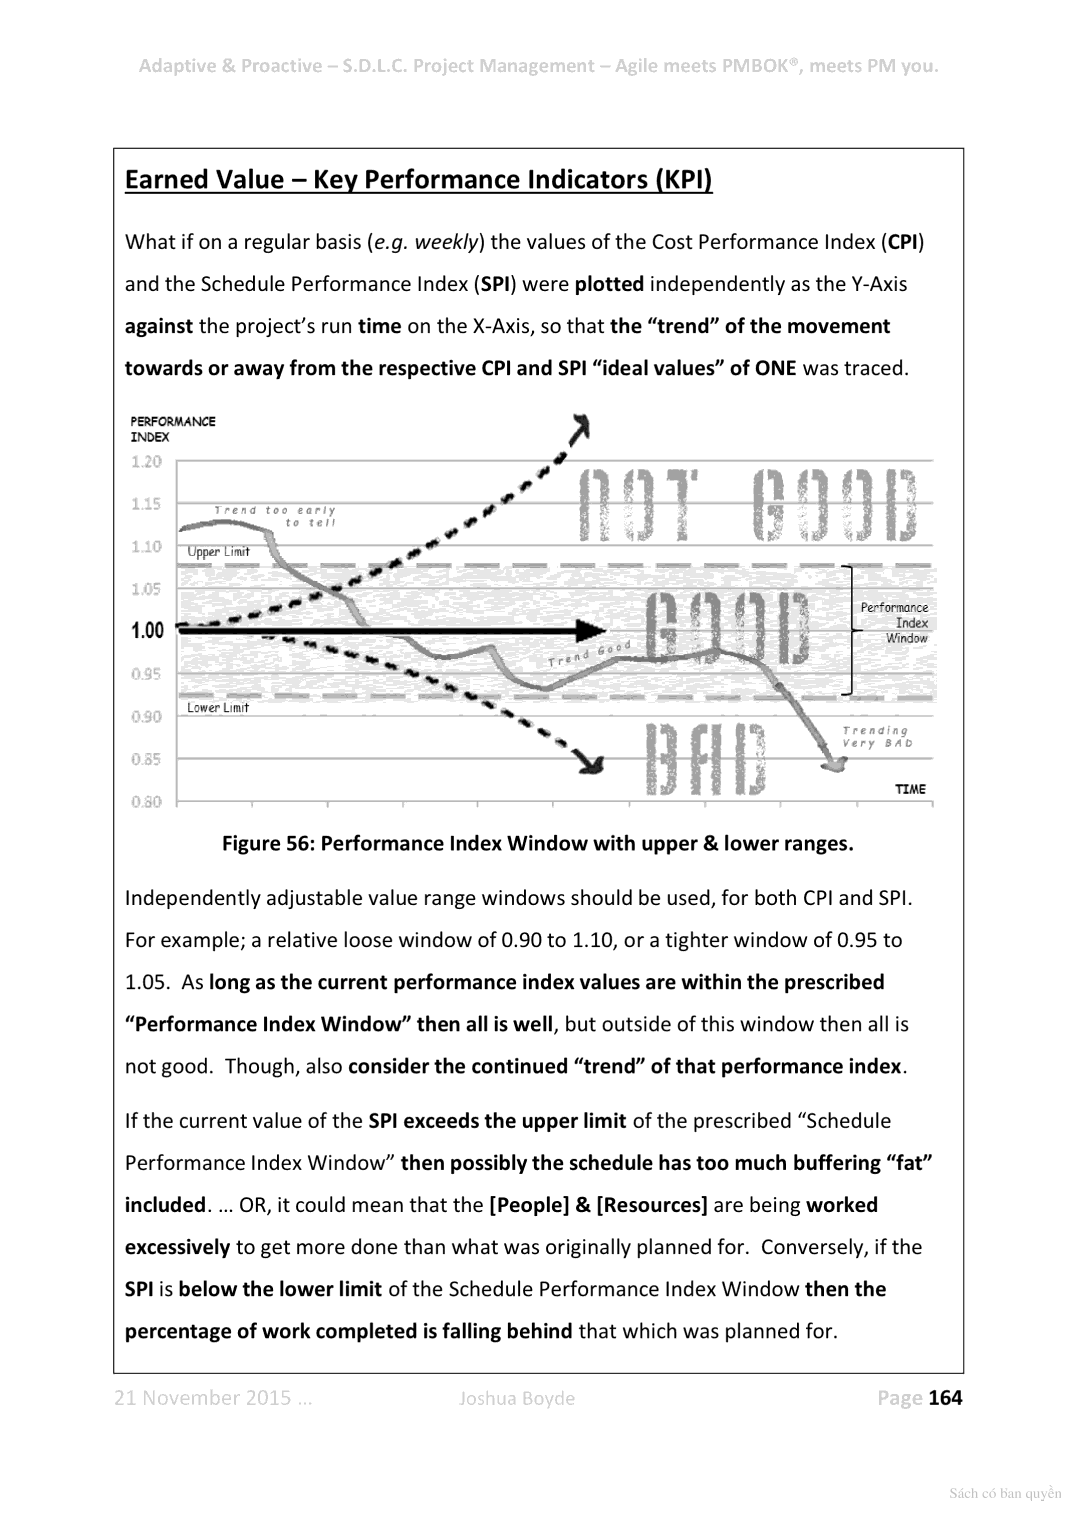 Adaptive & Proactive – S.D.L.C. Project Management – Agile meets PMBOK®, meets PM you.
Earned Value – Key Performance Indicators (KPI)
What if on a regular basis (e.g. weekly) the values of the Cost Performance Index (CPI)
and the Schedule Performance Index (SPI) were plotted independently as the Y-Axis
against the project’s run time on the X-Axis, so that the “trend” of the movement
towards or away from the respective CPI and SPI “ideal values” of ONE was traced.
PERFORMANCE
INDEX
1.20
NOT GOOD
1.15
Trend too early
to tell
1.10
Upper Limit
1.05
GOOD
Performance
Index
Window
1.00
Trend Good
0.95
Lower Limit
0.90
BAD
Trending
Very BAD
0.85
TIME
0.80
Figure 56: Performance Index Window with upper & lower ranges.
Independently adjustable value range windows should be used, for both CPI and SPI.
For example; a relative loose window of 0.90 to 1.10, or a tighter window of 0.95 to
1.05.  As long as the current performance index values are within the prescribed
“Performance Index Window” then all is well, but outside of this window then all is
not good.  Though, also consider the continued “trend” of that performance index.
If the current value of the SPI exceeds the upper limit of the prescribed “Schedule
Performance Index Window” then possibly the schedule has too much buffering “fat”
included. … OR, it could mean that the [People] & [Resources] are being worked
excessively to get more done than what was originally planned for.  Conversely, if the
SPI is below the lower limit of the Schedule Performance Index Window then the
percentage of work completed is falling behind that which was planned for.
21 November 2015 … Joshua Boyde Page 164
Sách có bản quyền